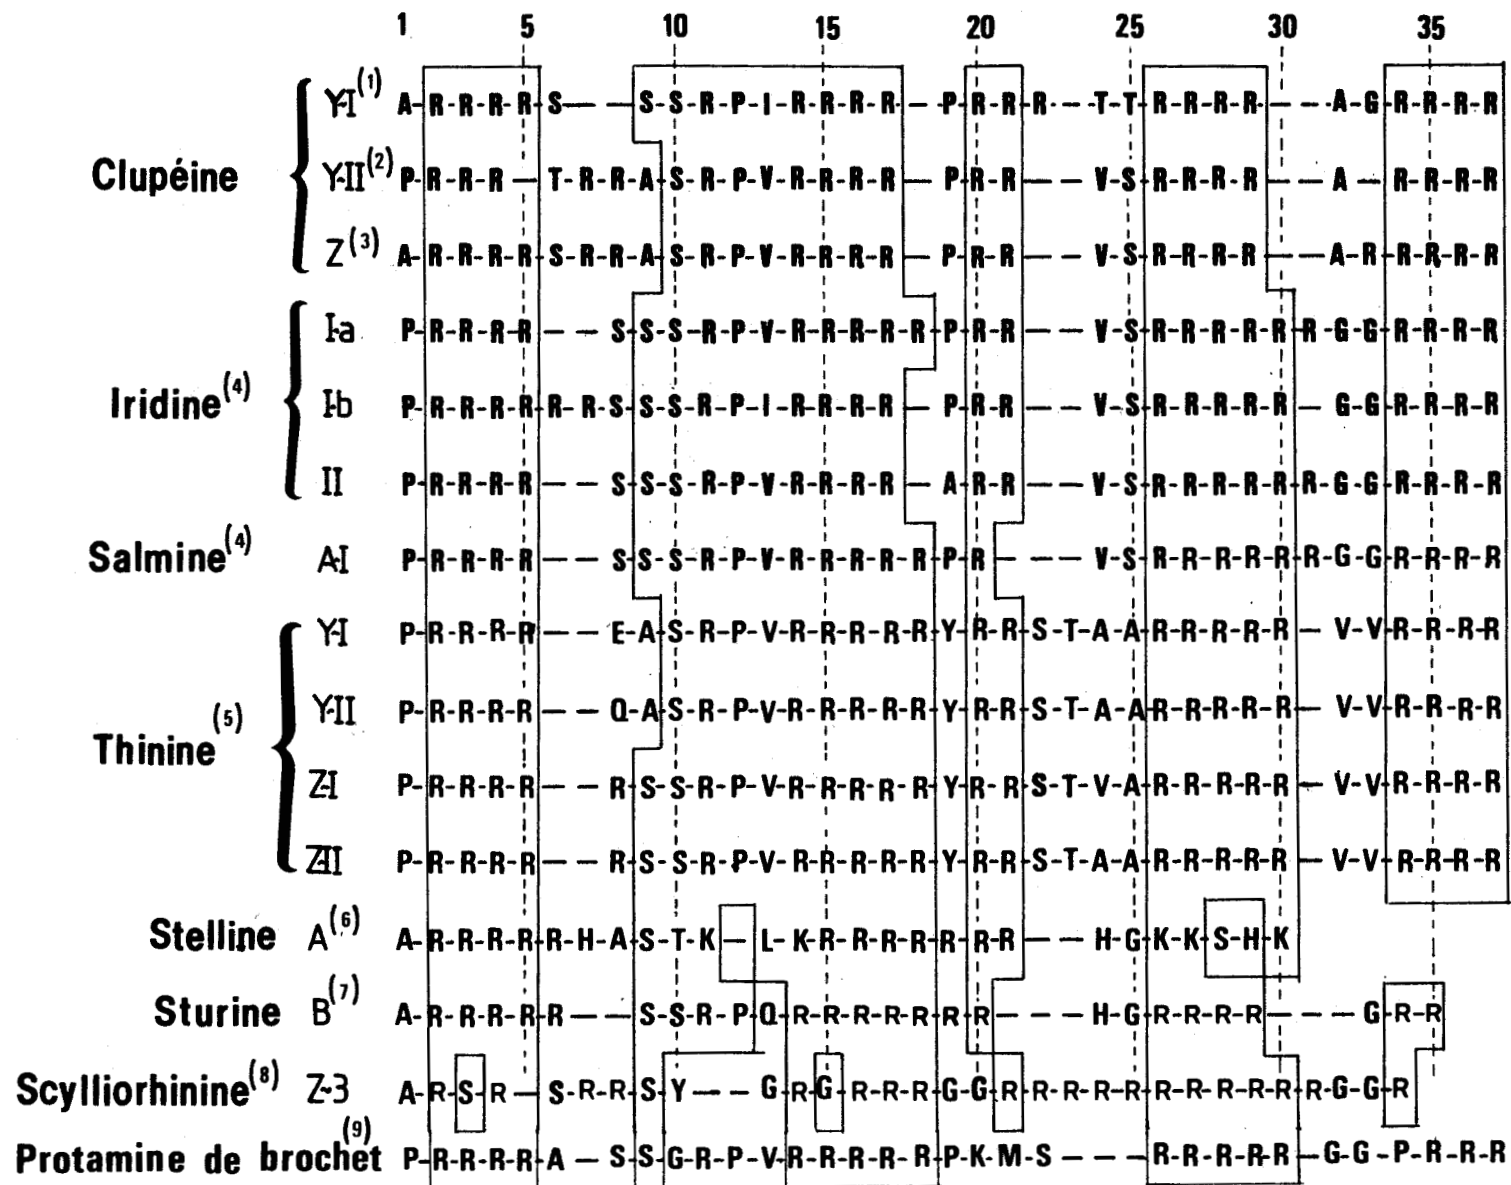 1 5 10 15 20 25 30 35
Clupéine
Y-I(1) A-R-R-R-R-S— —S-S-R-P-I-R-R-R-R—P-R-R-R—T-T-R-R-R-R— —A-G-R-R-R-R
Y-II(2) P-R-R-R—T-R-R-A-S-R-P-V-R-R-R-R—P-R-R— —V-S-R-R-R-R— —A—R-R-R-R
Z(3) A-R-R-R-R-S-R-R-A-S-R-P-V-R-R-R-R—P-R-R— —V-S-R-R-R-R— —A-R-R-R-R-R
Iridine(4)
I-a P-R-R-R-R— —S-S-S-R-P-V-R-R-R-R-R-P-R-R— —V-S-R-R-R-R-R-R-G-G-R-R-R-R
I-b P-R-R-R-R-R-R-S-S-S-R-P-I-R-R-R-R—P-R-R— —V-S-R-R-R-R-R—G-G-R-R-R-R
II P-R-R-R-R— —S-S-S-R-P-V-R-R-R-R—A-R-R— —V-S-R-R-R-R-R-R-G-G-R-R-R-R
Salmine(4) A-I P-R-R-R-R— —S-S-S-R-P-V-R-R-R-R-R-P-R— —V-S-R-R-R-R-R-R-G-G-R-R-R-R
Thinine(5)
Y-I P-R-R-R-R— —E-A-S-R-P-V-R-R-R-R-R-Y-R-R-S-T-A-A-R-R-R-R-R—V-V-R-R-R-R
Y-II P-R-R-R-R— —Q-A-S-R-P-V-R-R-R-R-R-Y-R-R-S-T-A-A-R-R-R-R-R—V-V-R-R-R-R
Z-I P-R-R-R-R— —R-S-S-R-P-V-R-R-R-R-R-Y-R-R-S-T-V-A-R-R-R-R-R—V-V-R-R-R-R
Z-II P-R-R-R-R— —R-S-S-R-P-V-R-R-R-R-R-Y-R-R-S-T-A-A-R-R-R-R-R—V-V-R-R-R-R
Stelline A(6) A-R-R-R-R-R-H-A-S-T-K—L-K-R-R-R-R-R-R-R— —H-G-K-K-S-H-K
Sturine B(7) A-R-R-R-R-R— —S-S-R-P-Q-R-R-R-R-R-R-R— — —H-G-R-R-R-R— — —G-R-R
Scylliorhinine(8) Z-3 A-R-S-R—S-R-R-S-Y— —G-R-G-R-R-R-G-G-R-R-R-R-R-R-R-R-R-R-R-G-G-R
Protamine de brochet(9) P-R-R-R-R-A—S-S-G-R-P-V-R-R-R-R-R-P-K-M-S— — —R-R-R-R-R—G-G-P-R-R-R